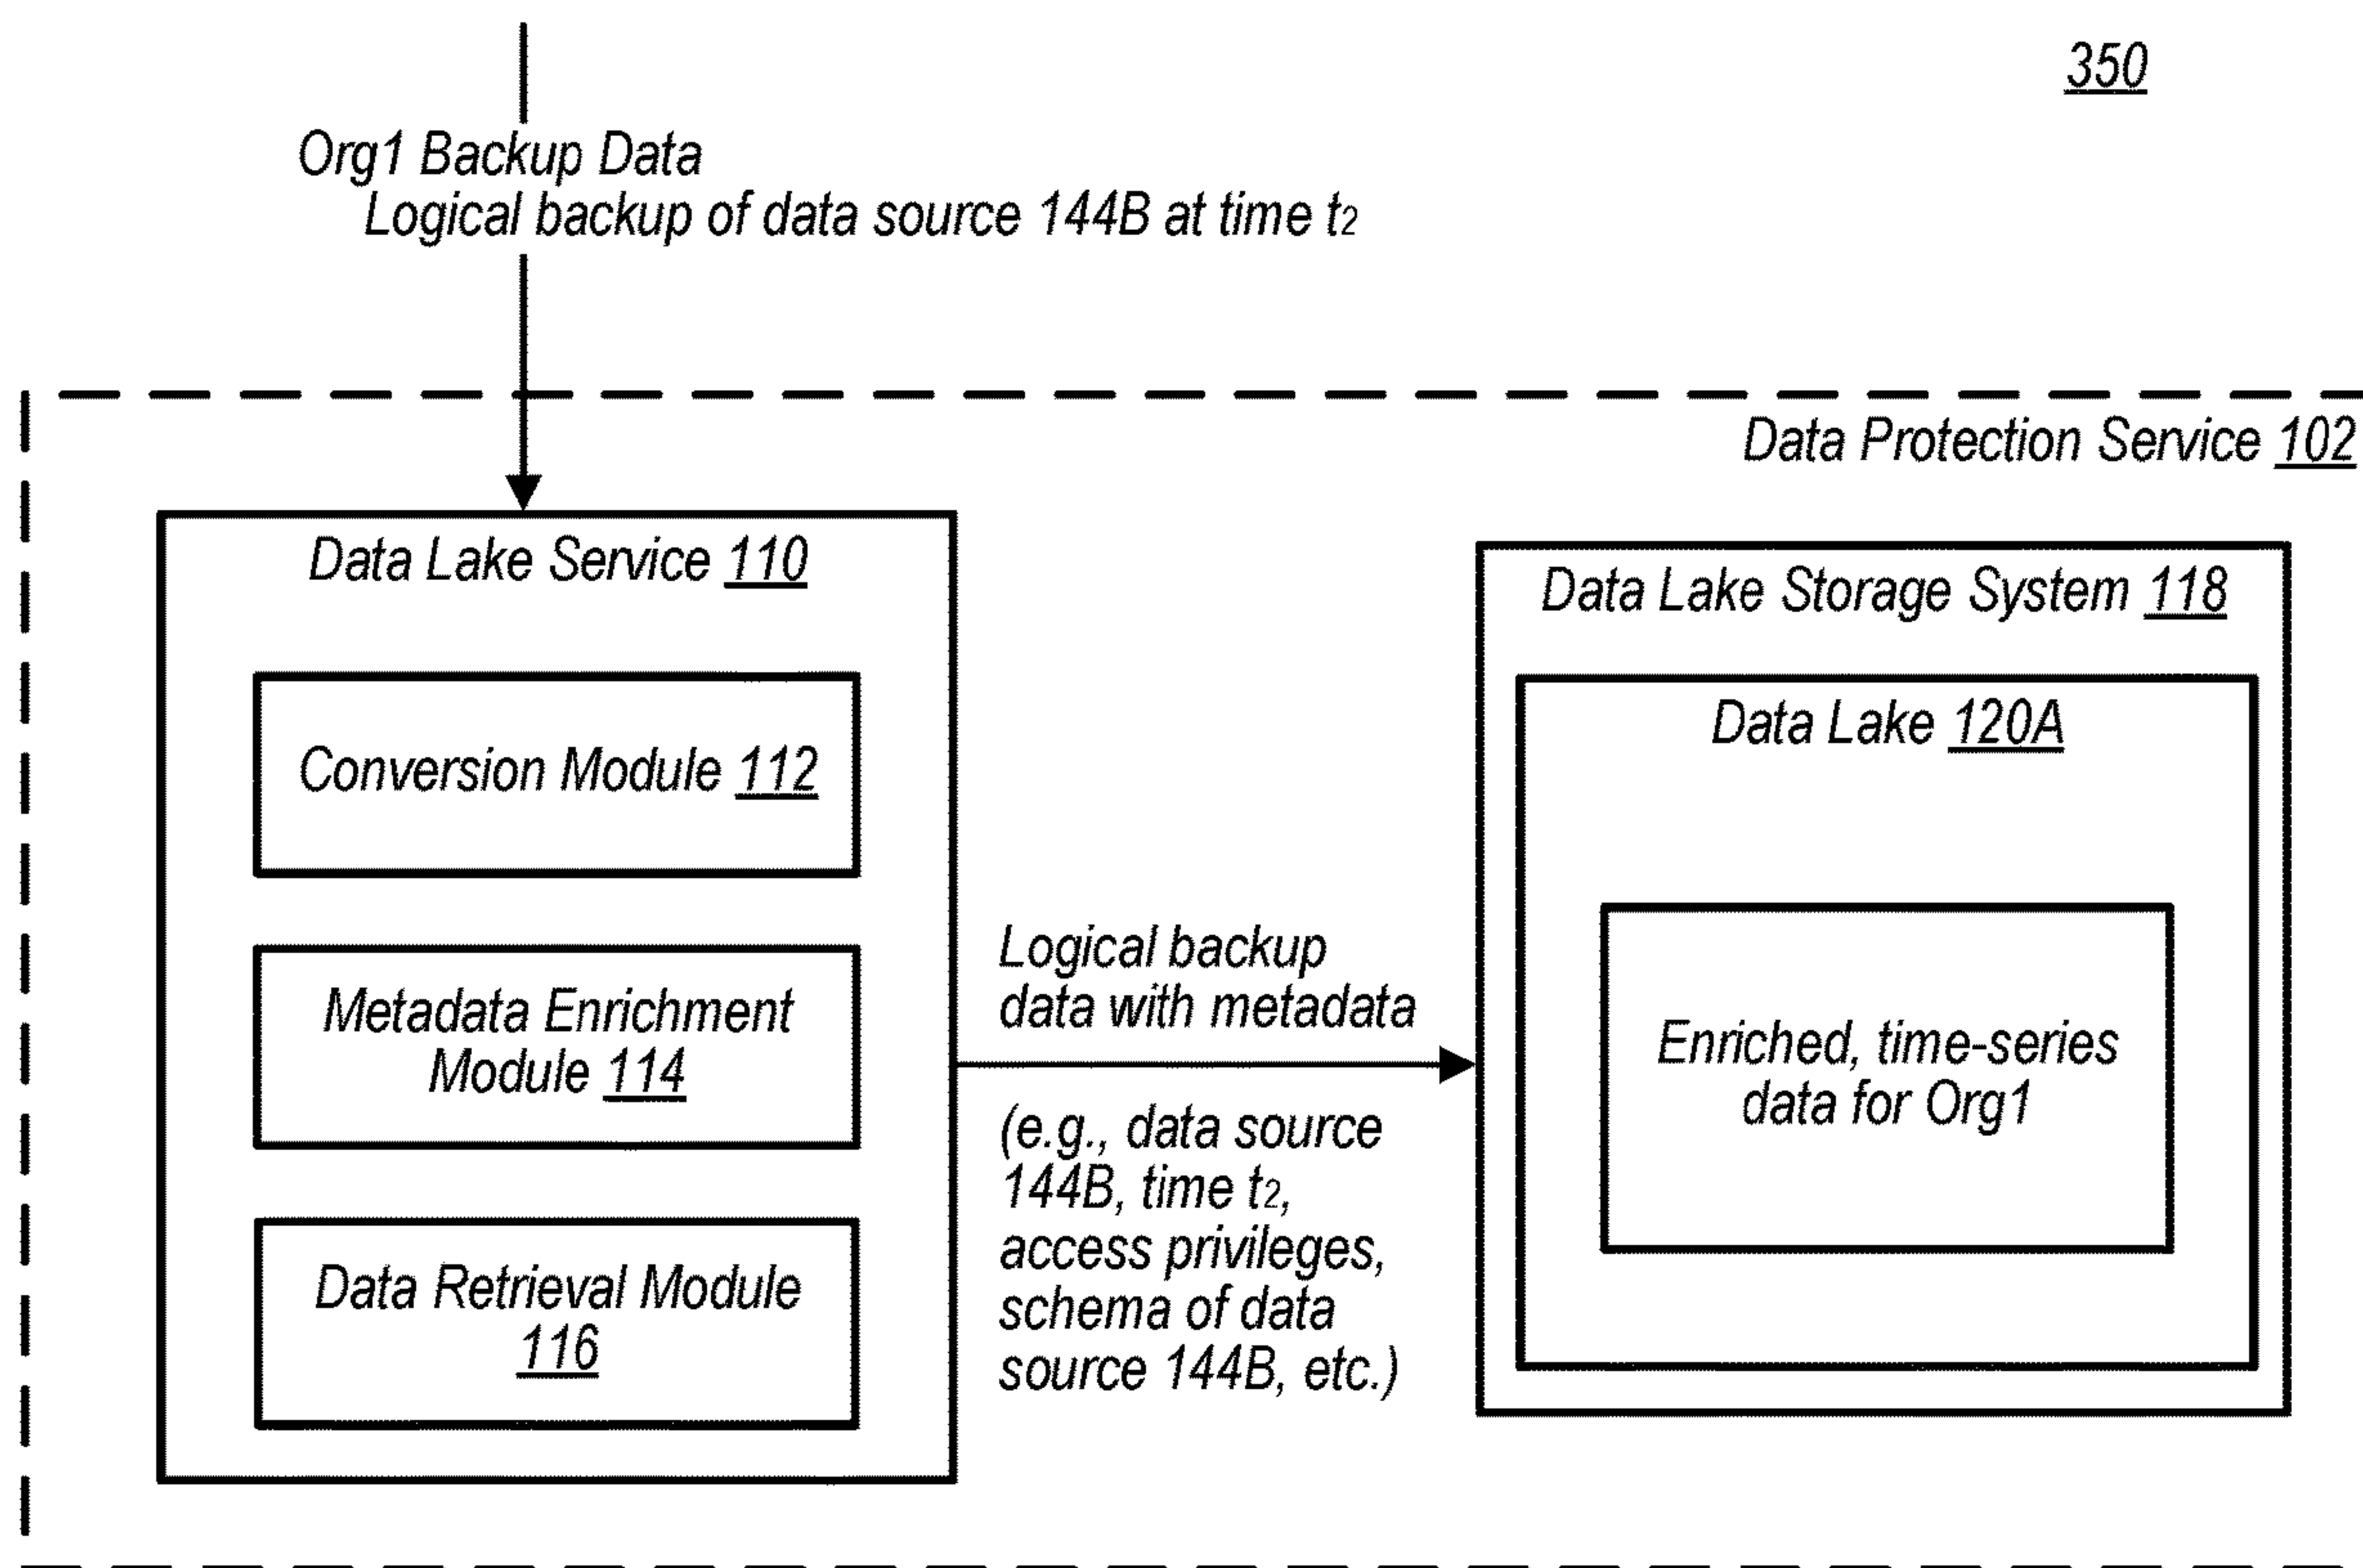 350
Org1 Backup Data
Logical backup of data source 144B at time t2
Data Protection Service 102
Data Lake Service 110
Conversion Module 112
Metadata Enrichment
Module 114
Data Retrieval Module
116
Logical backup
data with metadata
(e.g., data source
144B, time t2,
access privileges,
schema of data
source 144B, etc.)
Data Lake Storage System 118
Data Lake 120A
Enriched, time-series
data for Org1